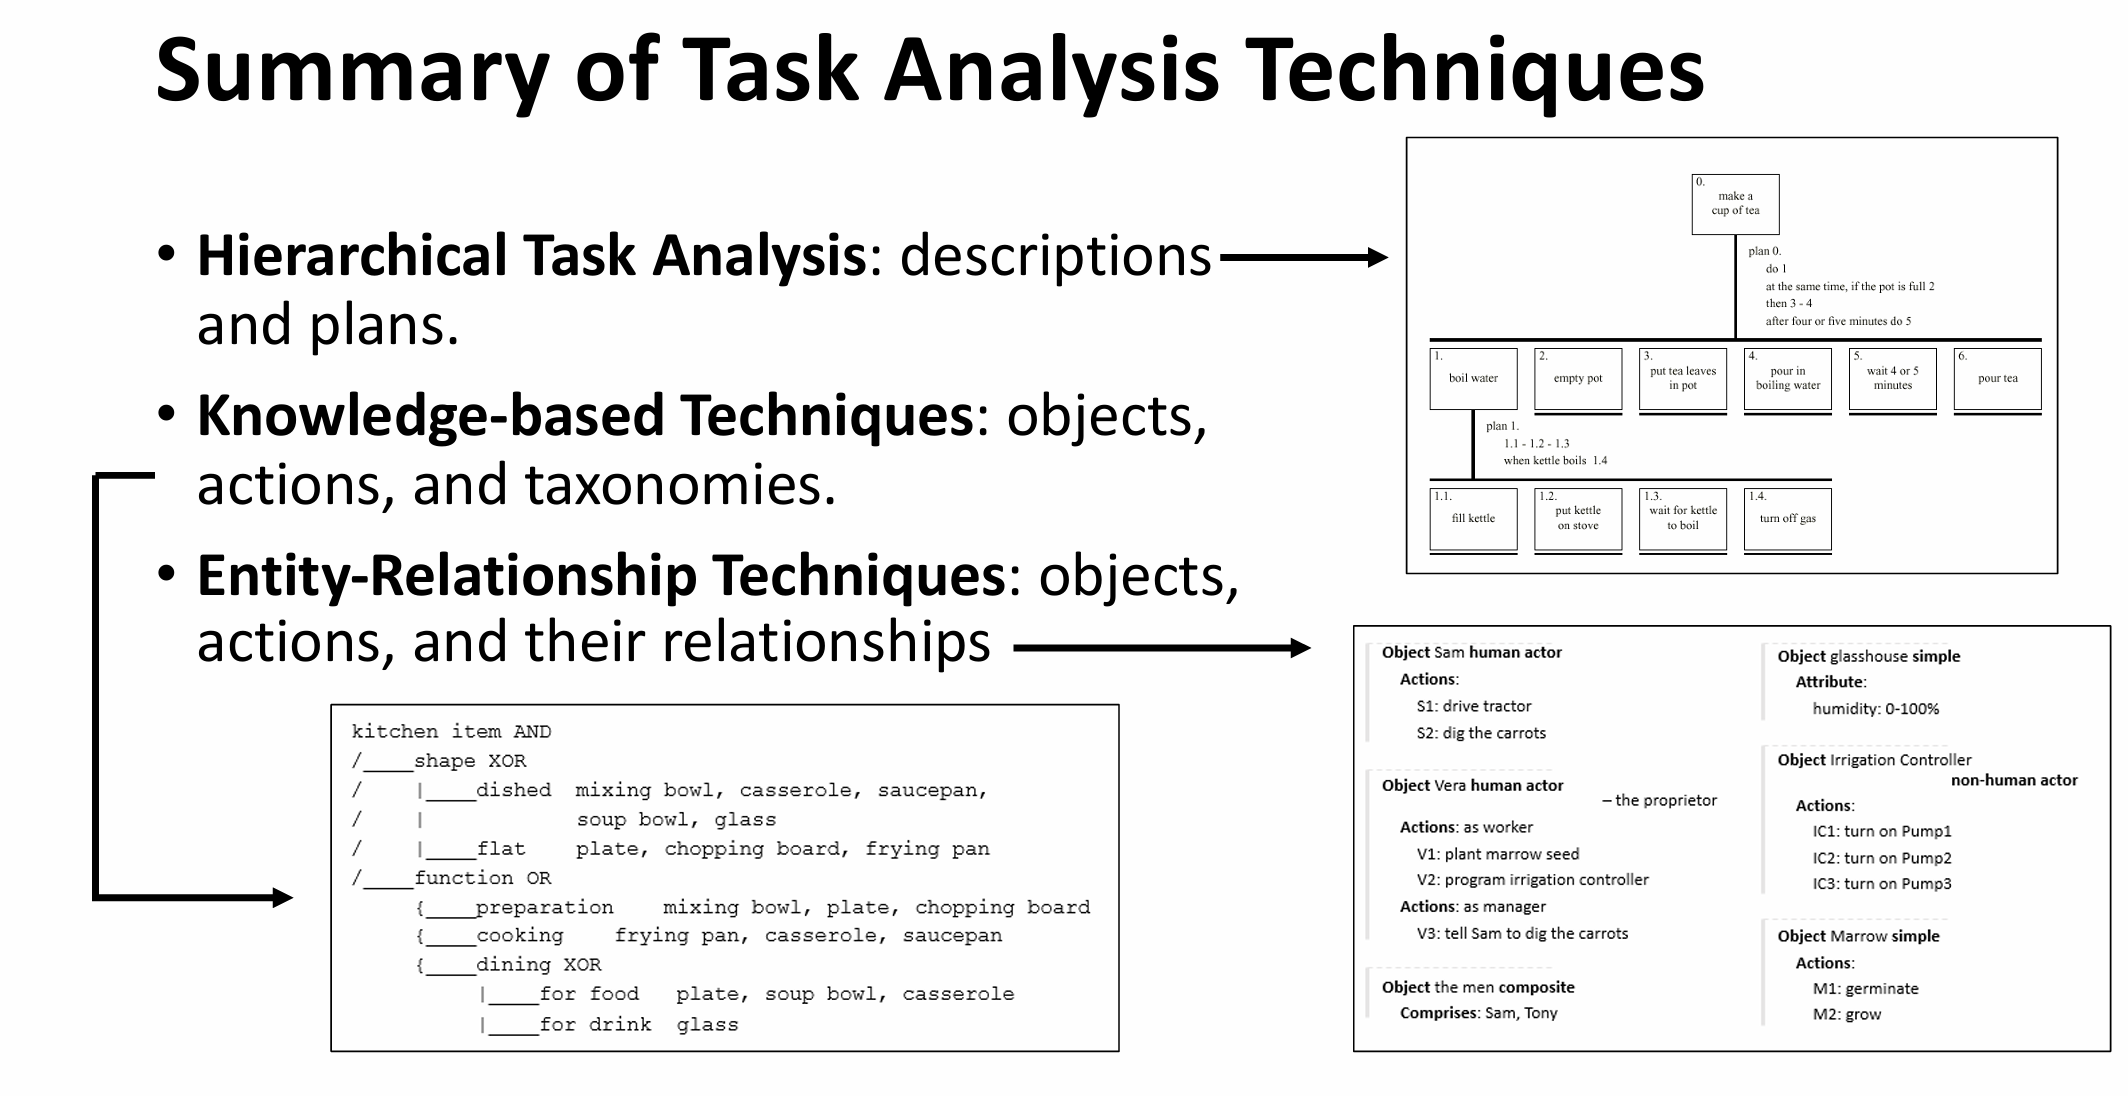 Summary of Task Analysis Techniques
• Hierarchical Task Analysis: descriptions
and plans.
• Knowledge-based Techniques: objects,
actions, and taxonomies.
• Entity-Relationship Techniques: objects,
actions, and their relationships
0.
make a
cup of tea
plan 0.
do 1
at the same time, if the pot is full 2
then 3 - 4
after four or five minutes do 5
1.
boil water
2.
empty pot
3.
put tea leaves
in pot
4.
pour in
boiling water
5.
wait 4 or 5
minutes
6.
pour tea
plan 1.
1.1 - 1.2 - 1.3
when kettle boils 1.4
1.1.
fill kettle
1.2.
put kettle
on stove
1.3.
wait for kettle
to boil
1.4.
turn off gas
kitchen item AND
/____shape XOR
/    |____dished  mixing bowl, casserole, saucepan,
/    |            soup bowl, glass
/    |____flat    plate, chopping board, frying pan
/____function OR
     {____preparation    mixing bowl, plate, chopping board
     {____cooking    frying pan, casserole, saucepan
     {____dining XOR
          |____for food   plate, soup bowl, casserole
          |____for drink  glass
Object Sam human actor
Actions:
S1: drive tractor
S2: dig the carrots
Object Vera human actor
– the proprietor
Actions: as worker
V1: plant marrow seed
V2: program irrigation controller
Actions: as manager
V3: tell Sam to dig the carrots
Object the men composite
Comprises: Sam, Tony
Object glasshouse simple
Attribute:
humidity: 0-100%
Object Irrigation Controller
non-human actor
Actions:
IC1: turn on Pump1
IC2: turn on Pump2
IC3: turn on Pump3
Object Marrow simple
Actions:
M1: germinate
M2: grow